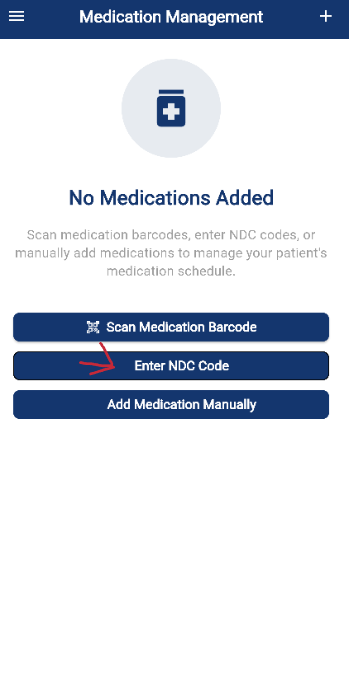 Medication Management
No Medications Added
Scan medication barcodes, enter NDC codes, or
manually add medications to manage your patient's
medication schedule.
Scan Medication Barcode
Enter NDC Code
Add Medication Manually